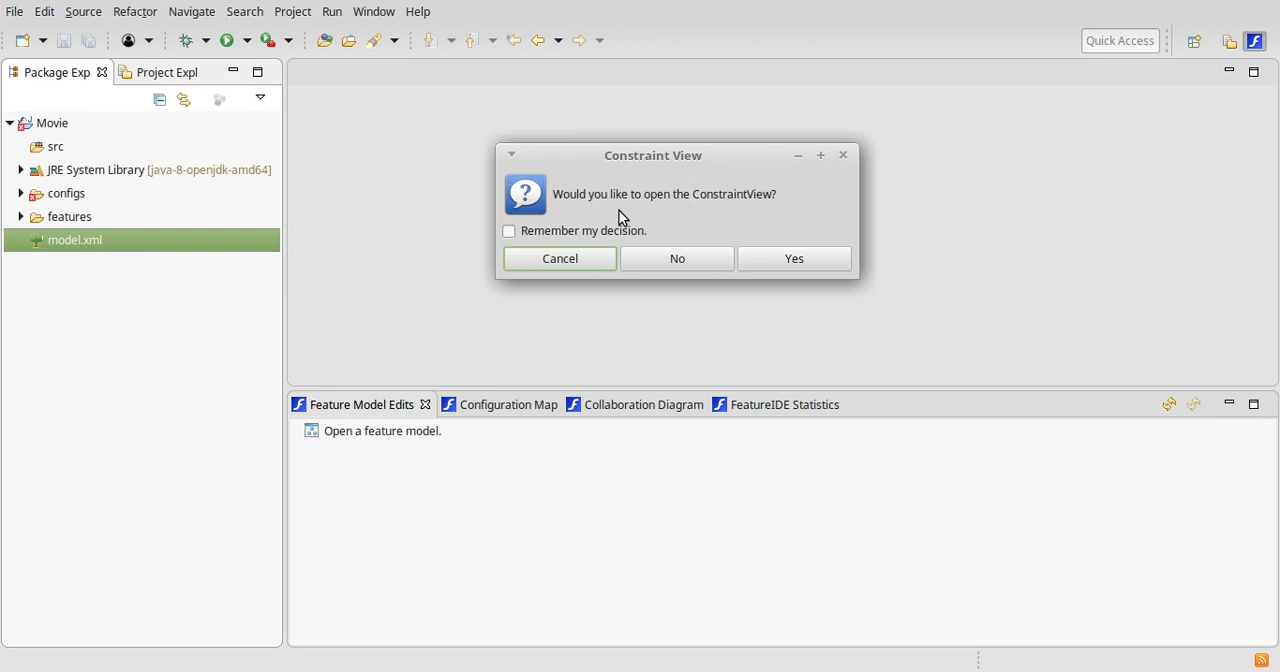 File Edit Source Refactor Navigate Search Project Run Window Help
Quick Access
Package Exp Project Expl
Movie
src
JRE System Library [java-8-openjdk-amd64]
configs
features
model.xml
Constraint View
Would you like to open the ConstraintView?
Remember my decision.
Cancel No Yes
Feature Model Edits Configuration Map Collaboration Diagram FeatureIDE Statistics
Open a feature model.